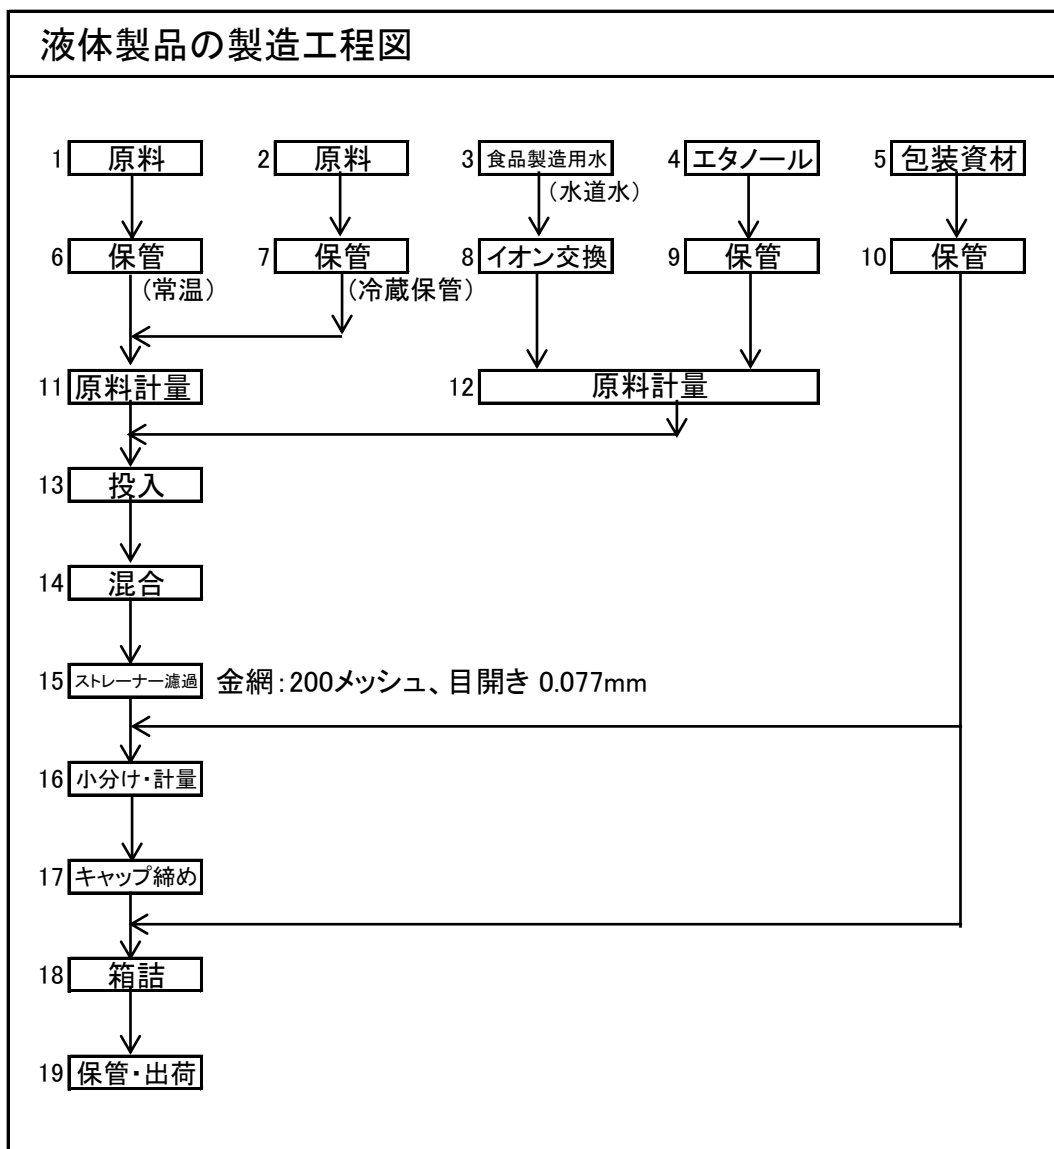 液体製品の製造工程図
1 原料
2 原料
3 食品製造用水
4 エタノール
5 包装資材
(水道水)
6 保管
7 保管
8 イオン交換
9 保管
10 保管
(常温)
(冷蔵保管)
11 原料計量
12 原料計量
13 投入
14 混合
15 ストレーナー濾過 金網:200メッシュ、目開き 0.077mm
16 小分け・計量
17 キャップ締め
18 箱詰
19 保管・出荷